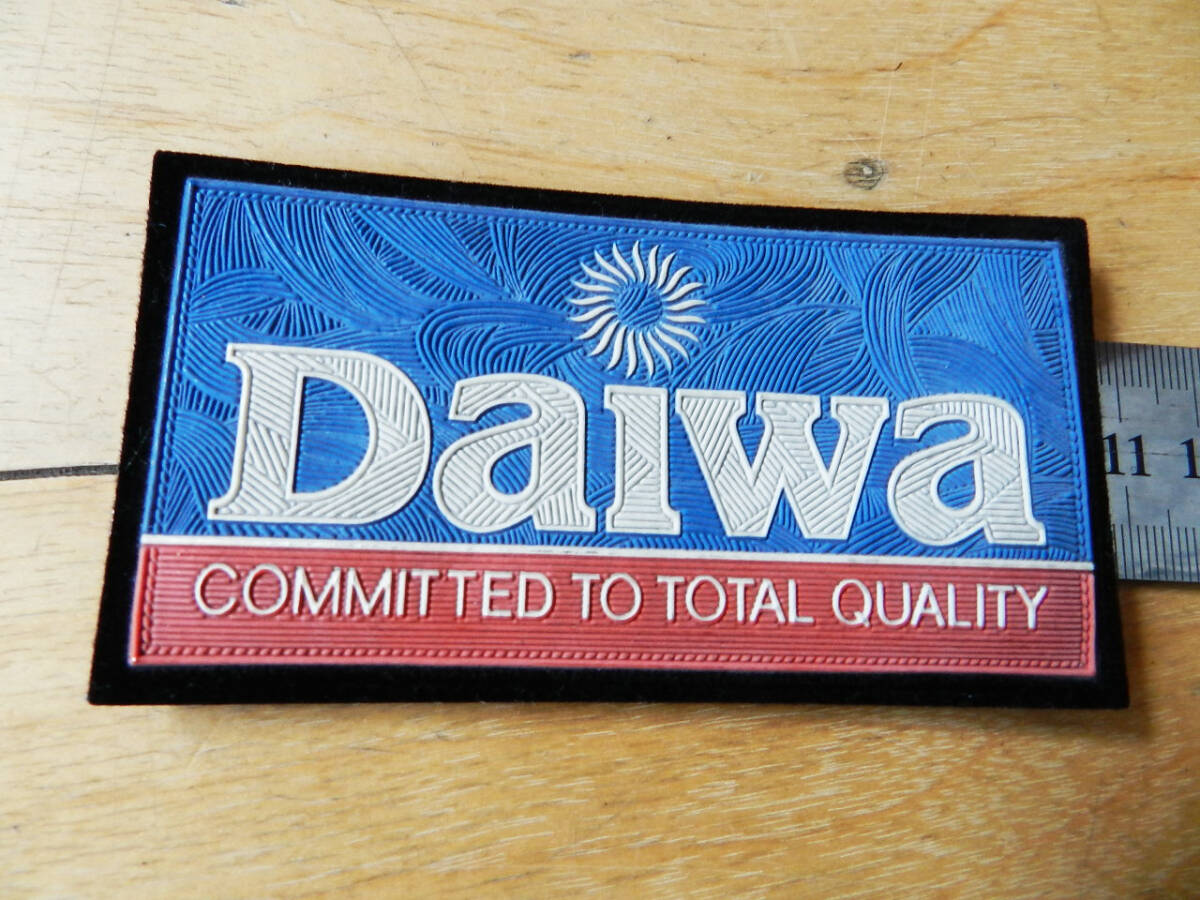 Daiwa
COMMITTED TO TOTAL QUALITY
11